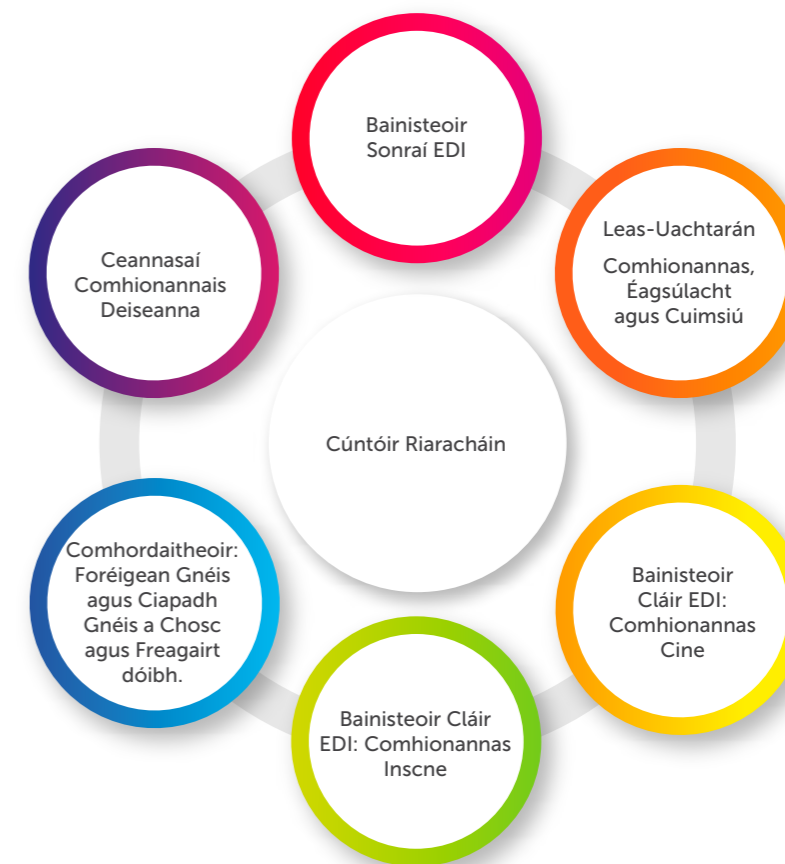 Bainisteoir
Sonraí EDI
Leas-Uachtarán
Comhionannas,
Éagsúlacht
agus Cuimsiú
Ceannasaí
Comhionannais
Deiseanna
Cúntóir Riaracháin
Comhordaitheoir:
Foréigean Gnéis
agus Ciapadh
Gnéis a Chosc
agus Freagairt
dóibh.
Bainisteoir
Cláir EDI:
Comhionannas
Cine
Bainisteoir Cláir
EDI: Comhionannas
Inscne